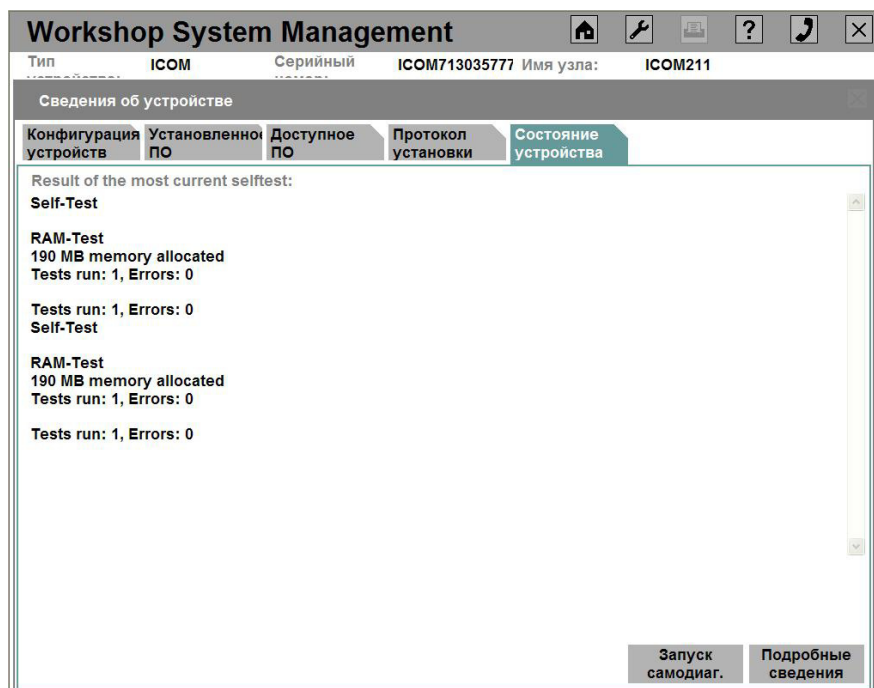 Workshop System Management
?
Тип ICOM Серийный ICOM713035777 Имя узла: ICOM211
Сведения об устройстве
Конфигурация Установленное Доступное Протокол Состояние
устройств ПО ПО установки устройства
Result of the most current selftest:
Self-Test
RAM-Test
190 MB memory allocated
Tests run: 1, Errors: 0
Tests run: 1, Errors: 0
Self-Test
RAM-Test
190 MB memory allocated
Tests run: 1, Errors: 0
Tests run: 1, Errors: 0
Запуск Подробные
самодиаг. сведения